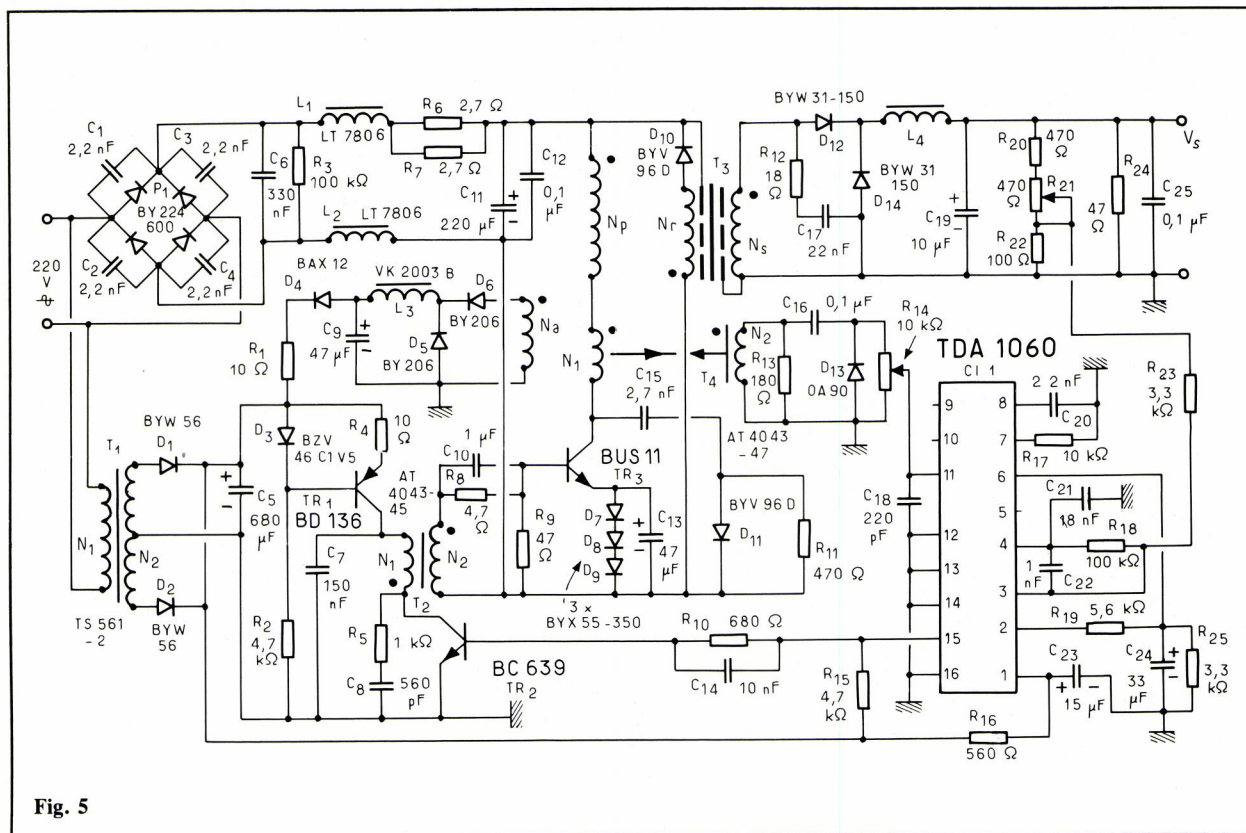 C1
2,2 nF
C3
2,2 nF
P1
BY 224
600
C2
2,2 nF
C4
2,2 nF
220
V
C6
330
nF
R3
100 kΩ
L1
LT 7806
R6 2,7 Ω
R7 2,7 Ω
L2 LT 7806
C11
220
µF
+
-
C12
0,1
µF
Np
D10
BYV
96 D
Nr
T3
Ns
BYW 31-150
D12
R12
18
Ω
C17
22 nF
BYW 31
150
D14
L4
C19
10 µF
+
-
R20
470
Ω
470
Ω
R21
R22
100 Ω
R24
47
Ω
Vs
C25
0,1
µF
BAX 12
D4
VK 2003 B
L3
D6
BY 206
C9
47 µF
+
-
D5
BY 206
Na
R1
10 Ω
N1
T4
N2
C15
2,7 nF
R13
180
Ω
C16 0,1 µF
D13
OA 90
R14
10 kΩ
AT 4043
-47
TDA 1060
CI 1
9
10
11
12
13
14
15
16
8
7
6
5
4
3
2
1
2 2 nF
C20
R17 10 kΩ
R23
3,3
kΩ
C21
1,8 nF
R18
100 kΩ
1
nF
C22
R19 5,6 kΩ
C23
+ -
15
µF
C24
33
µF
+
-
R25
3,3
kΩ
BYW 56
D1
T1
N1
N2
D2
BYW
56
TS 561
-2
C5
680
µF
+
-
D3
BZV
46 C1 V5
R4
10
Ω
TR1
BD 136
AT
4043-
45
C10
1
µF
R8
4,7
Ω
R9
47
Ω
BUS 11
TR3
D7
D8
D9
C13
47
µF
+
-
3 x
BYX 55-350
BYV 96 D
D11
R11
470 Ω
C18
220
pF
C7
150
nF
N1
T2
N2
R2
4,7
kΩ
R5
1 kΩ
C8
560
pF
BC 639
TR2
R10 680 Ω
C14 10 nF
R15
4,7
kΩ
R16
560 Ω
Fig. 5